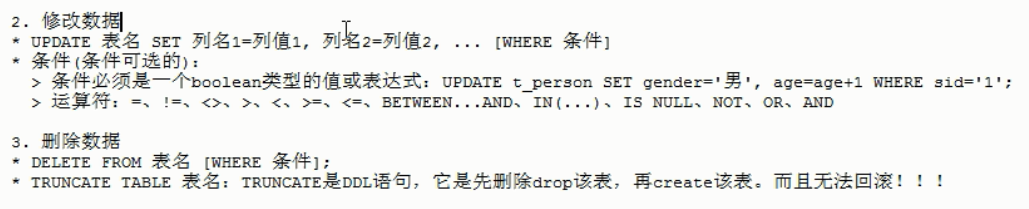 2. 修改数据
* UPDATE 表名 SET 列名1=列值1, 列名2=列值2, ... [WHERE 条件]
* 条件(条件可选的):
> 条件必须是一个boolean类型的值或表达式: UPDATE t_person SET gender='男', age=age+1 WHERE sid='1';
> 运算符: =、!=、<>、>、<、>=、<=、BETWEEN...AND、IN(...)、IS NULL、NOT、OR、AND
3. 删除数据
* DELETE FROM 表名 [WHERE 条件];
* TRUNCATE TABLE 表名: TRUNCATE是DDL语句, 它是先删除drop该表, 再create该表。而且无法回滚!!!